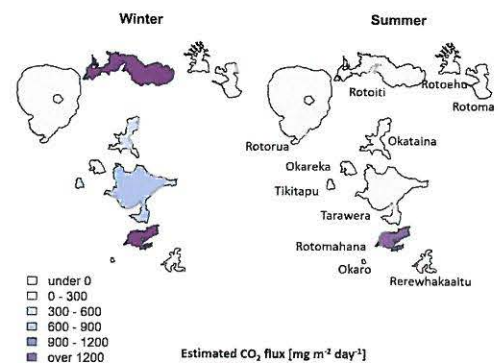 Winter
Summer
Rotoiti
Rotoehu
Rotoma
Rotorua
Okataina
Okareka
Tikitapu
Tarawera
Rotomahana
Okaro
Rerewhakaaitu
under 0
0 - 300
300 - 600
600 - 900
900 - 1200
over 1200
Estimated CO₂ flux [mg m⁻² day⁻¹]